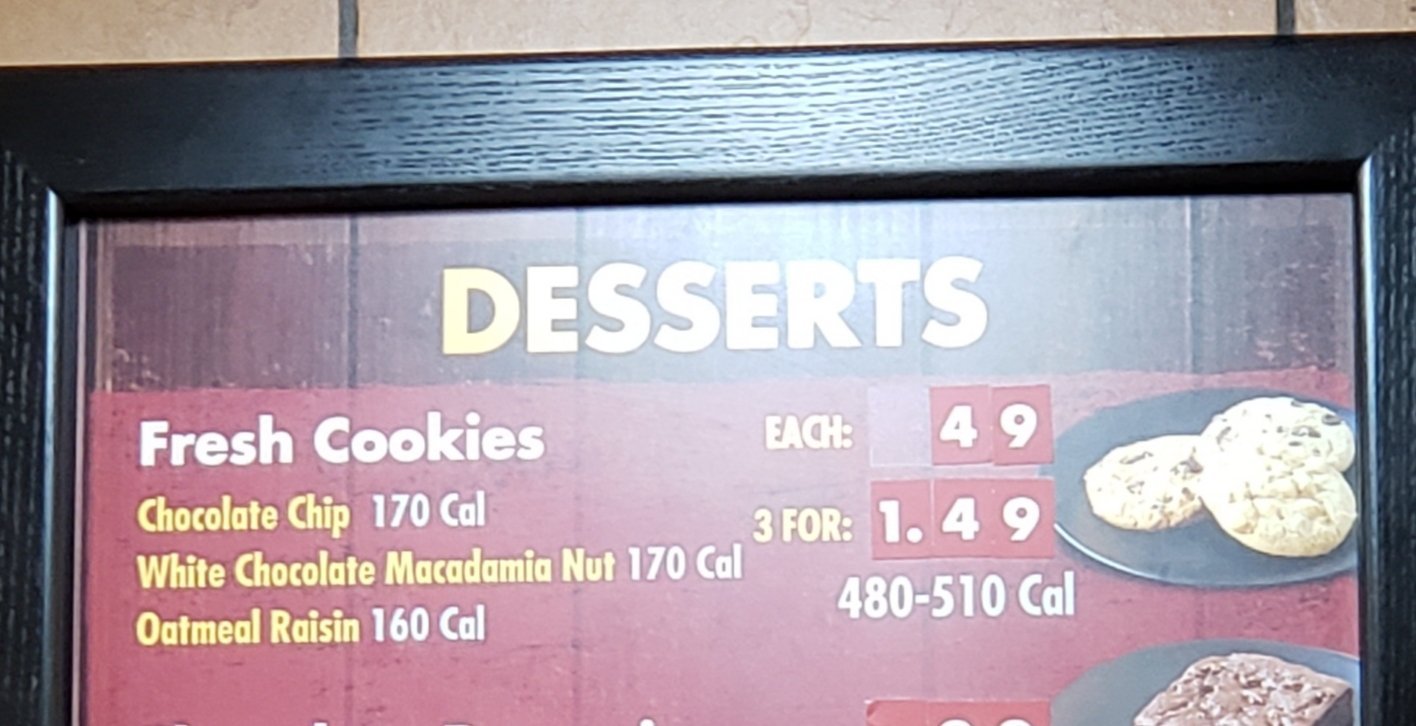 DESSERTS
Fresh Cookies EACH: 49
Chocolate Chip 170 Cal 3 FOR: 1.49
White Chocolate Macadamia Nut 170 Cal
480-510 Cal
Oatmeal Raisin 160 Cal